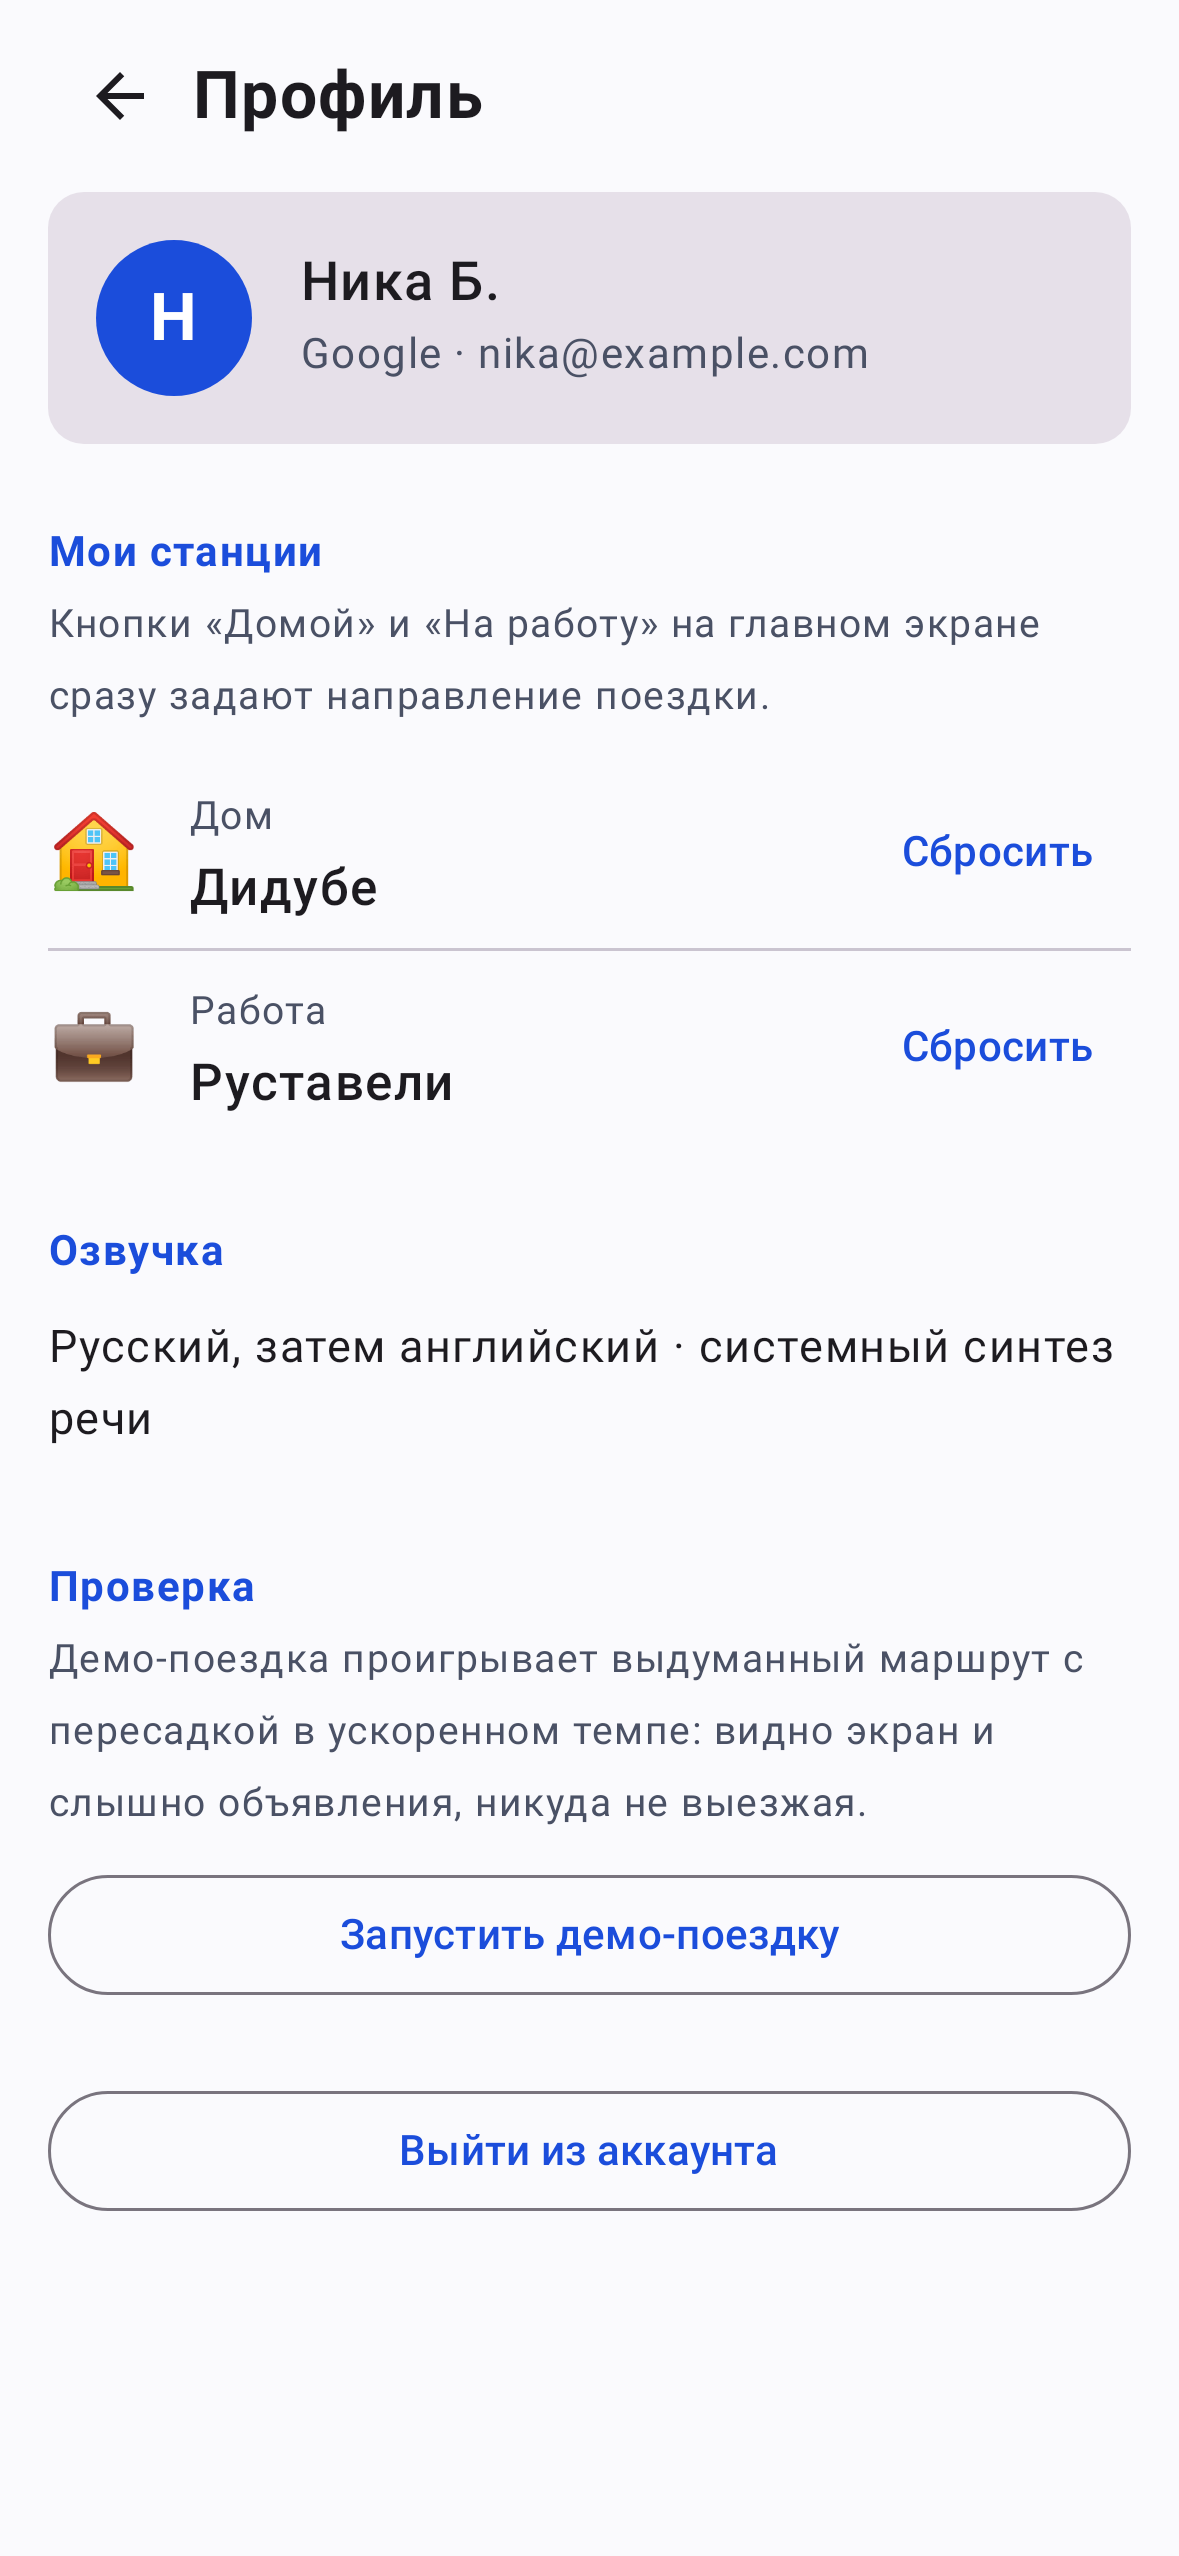 Профиль
Н
Ника Б.
Google · nika@example.com
Мои станции
Кнопки «Домой» и «На работу» на главном экране
сразу задают направление поездки.
Дом
Дидубе
Сбросить
Работа
Руставели
Сбросить
Озвучка
Русский, затем английский · системный синтез
речи
Проверка
Демо-поездка проигрывает выдуманный маршрут с
пересадкой в ускоренном темпе: видно экран и
слышно объявления, никуда не выезжая.
Запустить демо-поездку
Выйти из аккаунта